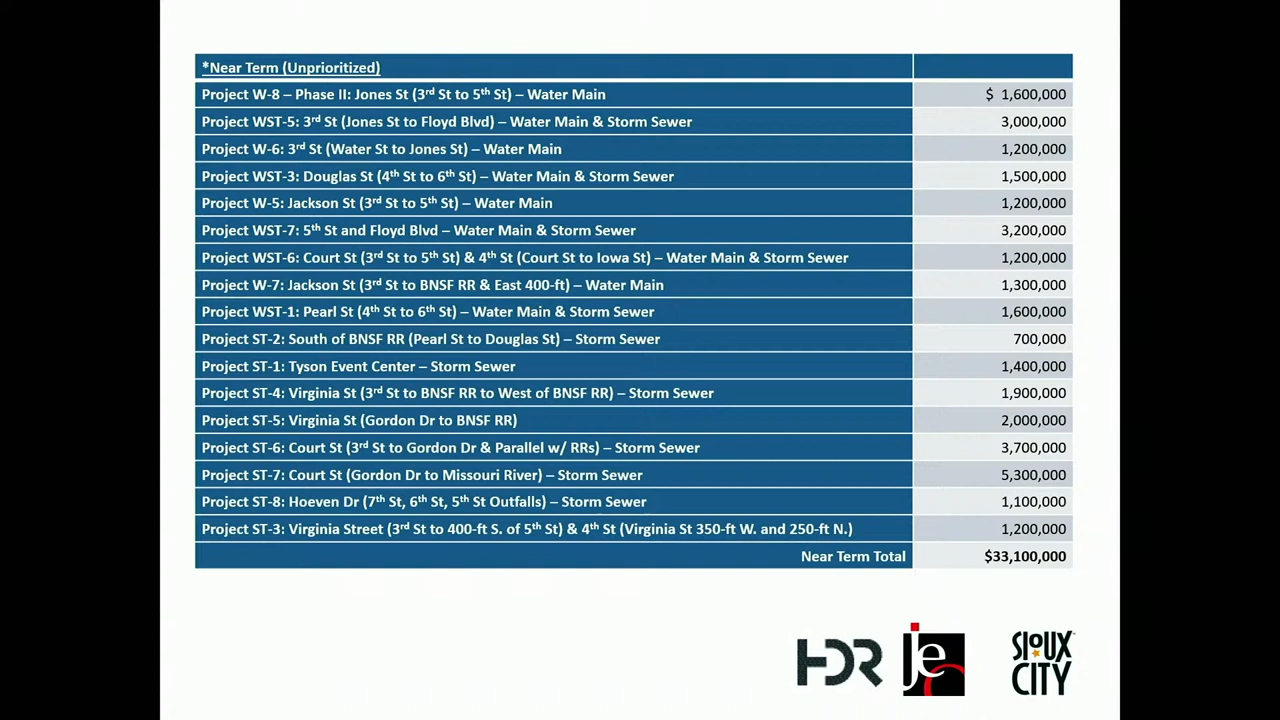 *Near Term (Unprioritized)
Project W-8 – Phase II: Jones St (3rd St to 5th St) – Water Main $ 1,600,000
Project WST-5: 3rd St (Jones St to Floyd Blvd) – Water Main & Storm Sewer 3,000,000
Project W-6: 3rd St (Water St to Jones St) – Water Main 1,200,000
Project WST-3: Douglas St (4th St to 6th St) – Water Main & Storm Sewer 1,500,000
Project W-5: Jackson St (3rd St to 5th St) – Water Main 1,200,000
Project WST-7: 5th St and Floyd Blvd – Water Main & Storm Sewer 3,200,000
Project WST-6: Court St (3rd St to 5th St) & 4th St (Court St to Iowa St) – Water Main & Storm Sewer 1,200,000
Project W-7: Jackson St (3rd St to BNSF RR & East 400-ft) – Water Main 1,300,000
Project WST-1: Pearl St (4th St to 6th St) – Water Main & Storm Sewer 1,600,000
Project ST-2: South of BNSF RR (Pearl St to Douglas St) – Storm Sewer 700,000
Project ST-1: Tyson Event Center – Storm Sewer 1,400,000
Project ST-4: Virginia St (3rd St to BNSF RR to West of BNSF RR) – Storm Sewer 1,900,000
Project ST-5: Virginia St (Gordon Dr to BNSF RR) 2,000,000
Project ST-6: Court St (3rd St to Gordon Dr & Parallel w/ RRs) – Storm Sewer 3,700,000
Project ST-7: Court St (Gordon Dr to Missouri River) – Storm Sewer 5,300,000
Project ST-8: Hoeven Dr (7th St, 6th St, 5th St Outfalls) – Storm Sewer 1,100,000
Project ST-3: Virginia Street (3rd St to 400-ft S. of 5th St) & 4th St (Virginia St 350-ft W. and 250-ft N.) 1,200,000
Near Term Total $33,100,000
HDR jeo SIOUX CITY